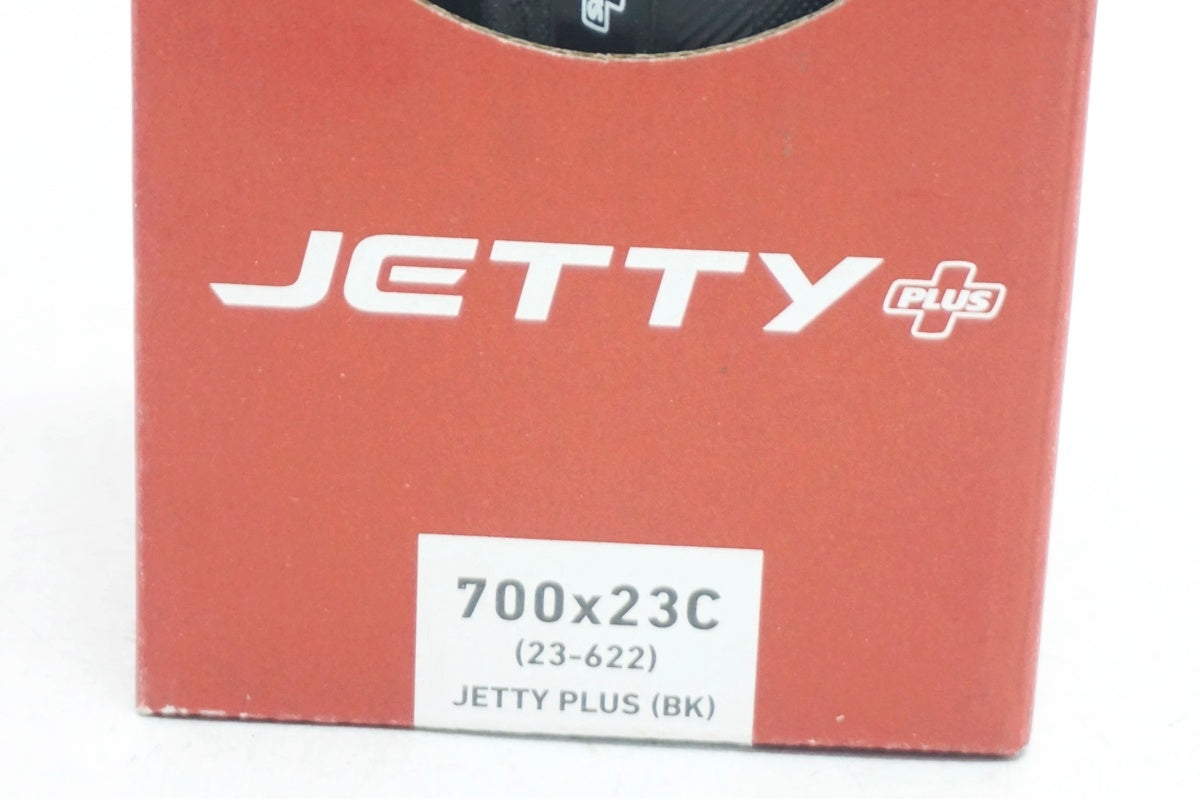 JETTY PLUS
700x23C
(23-622)
JETTY PLUS (BK)